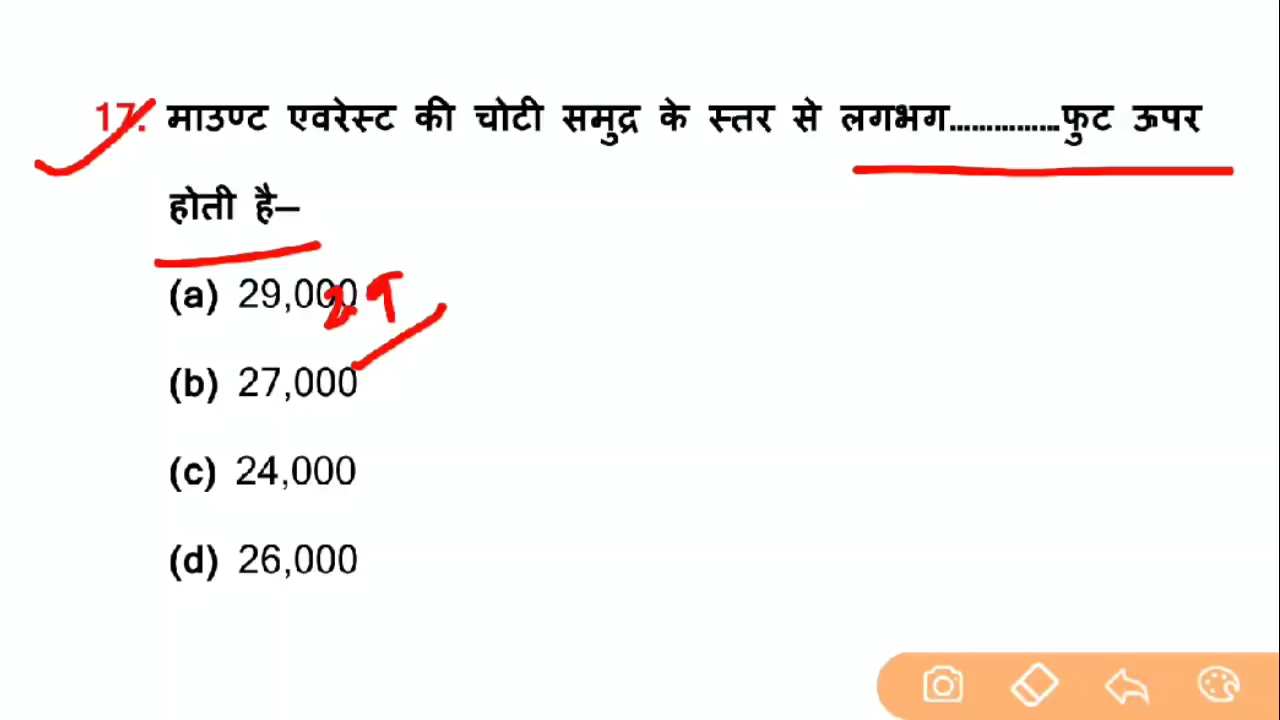 17. माउण्ट एवरेस्ट की चोटी समुद्र के स्तर से लगभग...............फुट ऊपर
होती है–
(a) 29,000
(b) 27,000
(c) 24,000
(d) 26,000